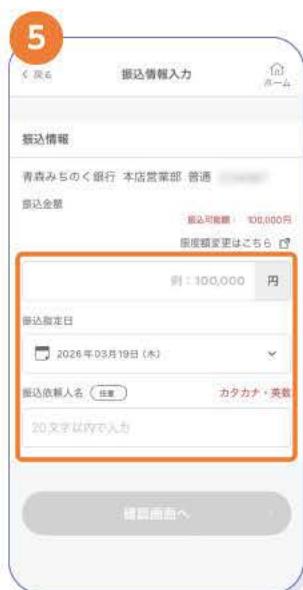 5
く 戻る 振込情報入力 ホーム
振込情報
青森みちのく銀行 本店営業部 普通
振込金額
振込可能額： 100,000円
限度額変更はこちら
例：100,000 円
振込指定日
2026年03月19日（木）
振込依頼人名 任意 カタカナ・英数
20文字以内で入力
確認画面へ